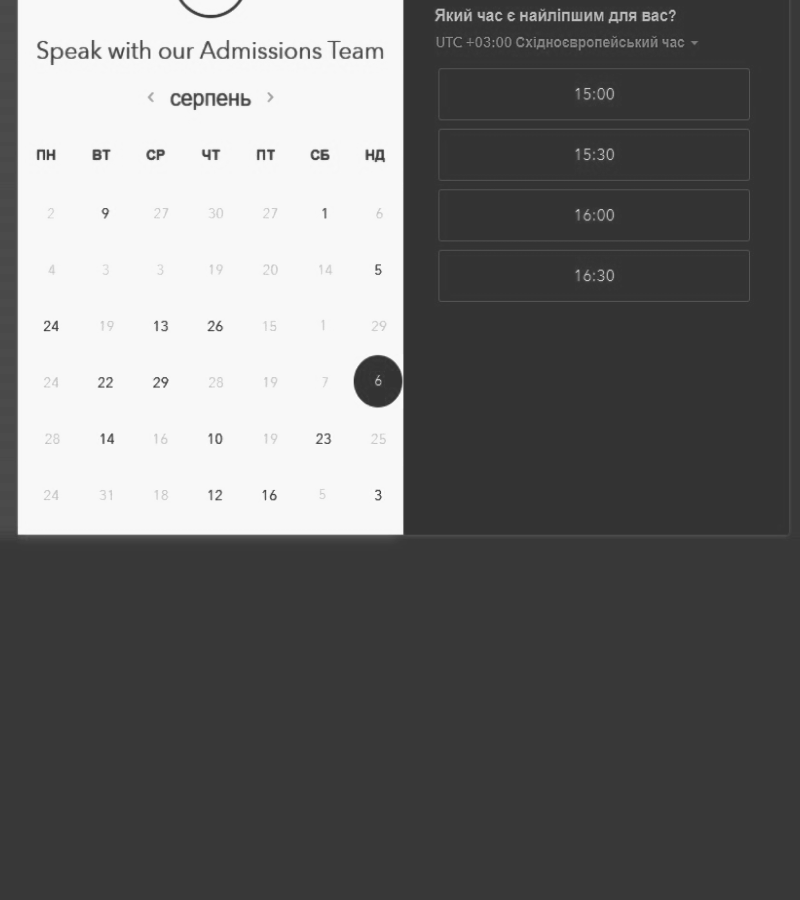 Speak with our Admissions Team
серпень
ПН ВТ СР ЧТ ПТ СБ НД
2 9 27 30 27 1 6
4 3 3 19 20 14 5
24 19 13 26 15 1 29
24 22 29 28 19 7 6
28 14 16 10 19 23 25
24 31 18 12 16 5 3
Який час є найліпшим для вас?
UTC +03:00 Східноєвропейський час
15:00
15:30
16:00
16:30